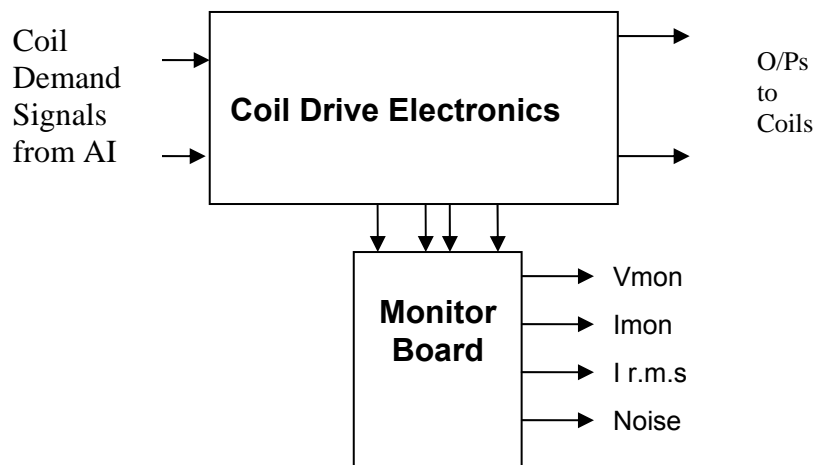 Coil
Demand
Signals
from AI
Coil Drive Electronics
O/Ps
to
Coils
Monitor
Board
Vmon
Imon
I r.m.s
Noise